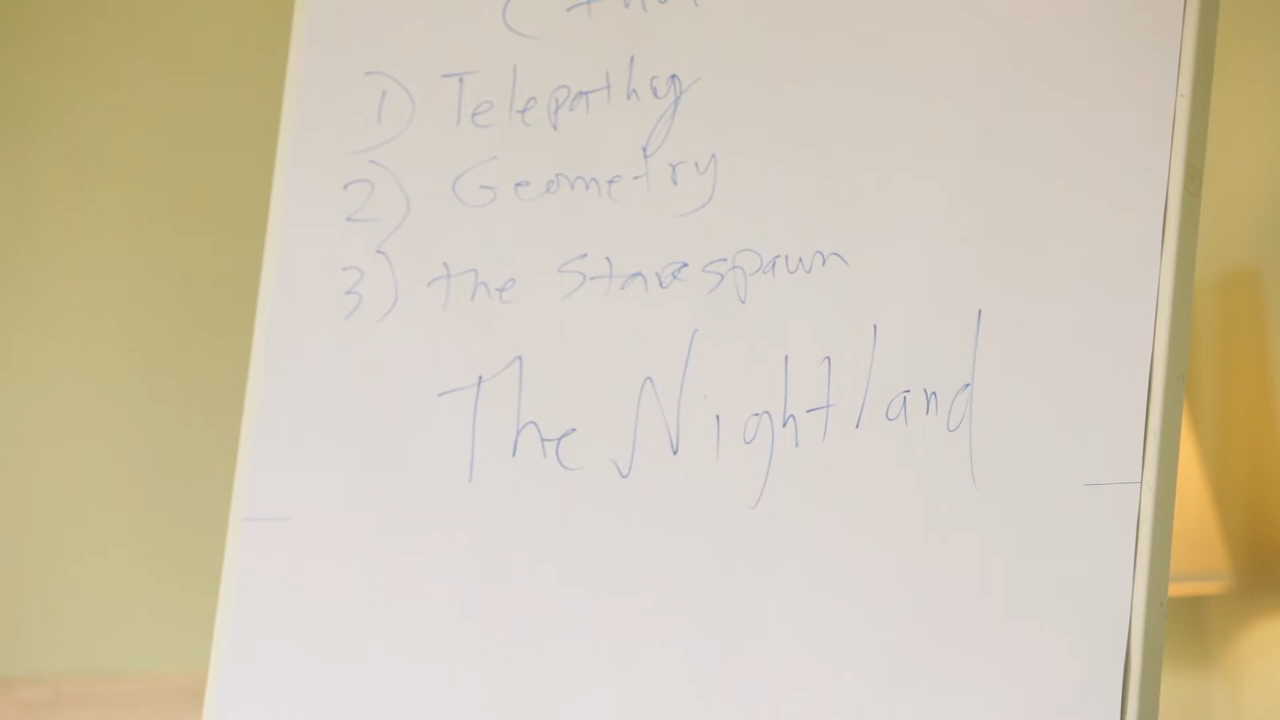 1) Telepathy
2) Geometry
3) the Starspawn
The Nightland